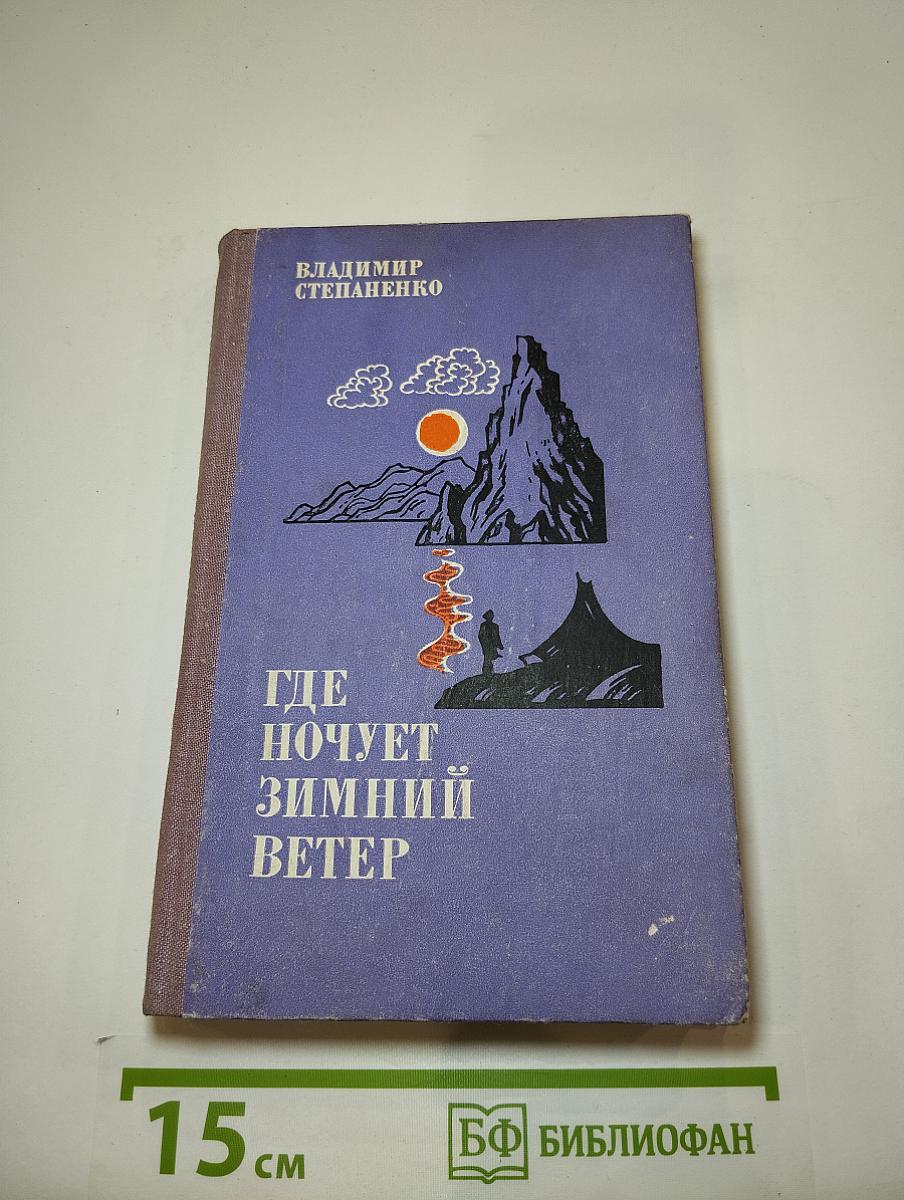 ВЛАДИМИР
СТЕПАНЕНКО
ГДЕ
НОЧУЕТ
ЗИМНИЙ
ВЕТЕР
15 см
БФ БИБЛИОФАН